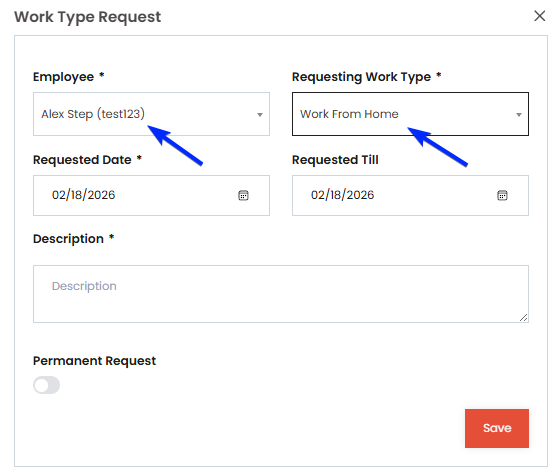 Work Type Request
Employee *
Requesting Work Type *
Alex Step (test123)
Work From Home
Requested Date *
Requested Till
02/18/2026
02/18/2026
Description *
Description
Permanent Request
Save